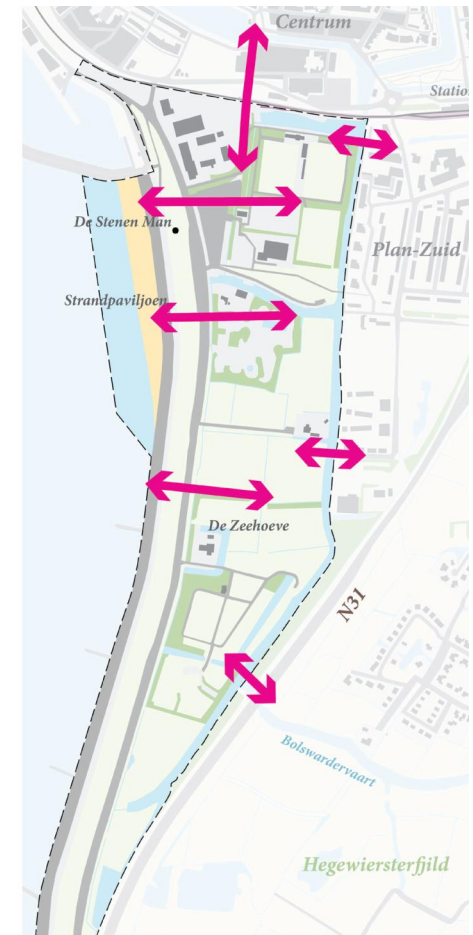 Centrum
Statio
De Stenen Man
Plan-Zuid
Strandpaviljoen
De Zeehoeve
N31
Bolswardervaart
Hegewiersterfjild